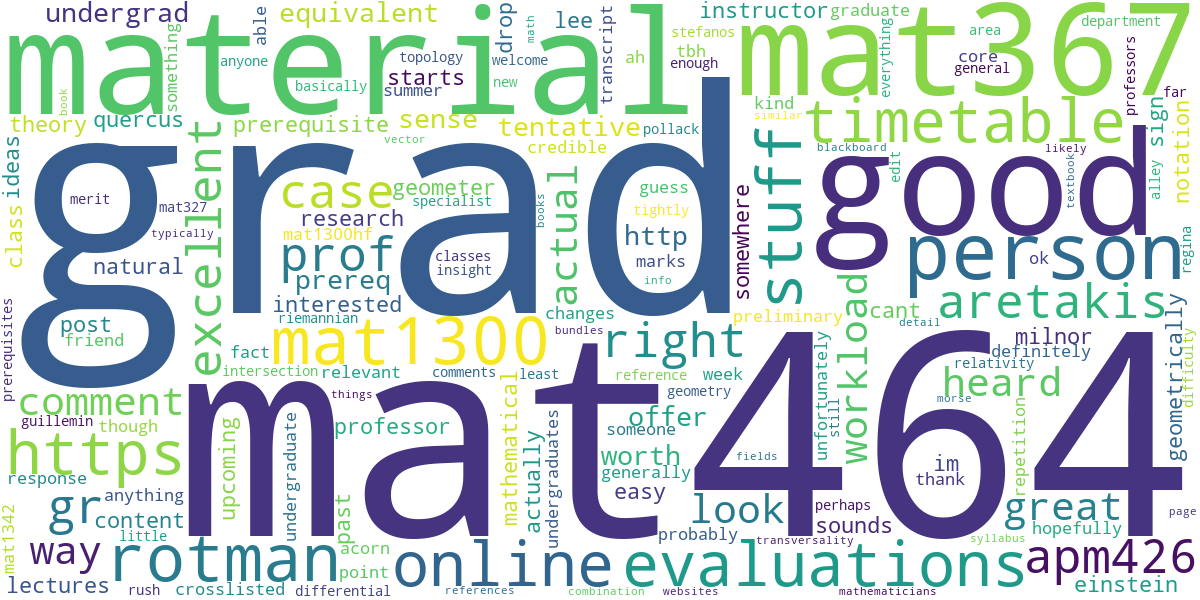 undergrad
material
able
equivalent
drop
math
lee
instructor
graduate
mat367
department
area
everything
something
anyone
topology
welcome
stefanos
tbh
enough
ah
transcript
core
general
professors
far
book
basically
starts
summer
new
theory
quercus
prerequisite
sense
vector
tentative
credible
pollack
kind
similar
timetable
blackboard
likely
sign
notation
ideas
grad
case
geometer
specialist
actual
guess
tightly
stuff
good
edit
textbook
alley
class
merit
mat327
typically
excellent
research
mat1300hf
prof
classes
insight
books
http
marks
info
somewhere
person
ok
regina
natural
interested
prereq
post
friend
riemannian
changes
preliminary
workload
cant
aretakis
detail
milnor
definitely
relativity
geometrically
prerequisites
mat1300
bundles
right
unfortunately
fact
intersection
relevant
comments
least
reference
week
heard
difficulty
comment
guillemin
though
things
mat464
mathematical
geometry
offer
still
morse
https
upcoming
undergraduate
professor
actually
undergraduates
someone
worth
generally
fields
im
thank
repetition
response
anything
easy
look
perhaps
sounds
great
hopefully
page
gr
content
past
probably
transversality
syllabus
mat1342
little
way
rotman
acorn
point
online
evaluations
apm426
einstein
lectures
rush
crosslisted
differential
references
combination
websites
mathematicians